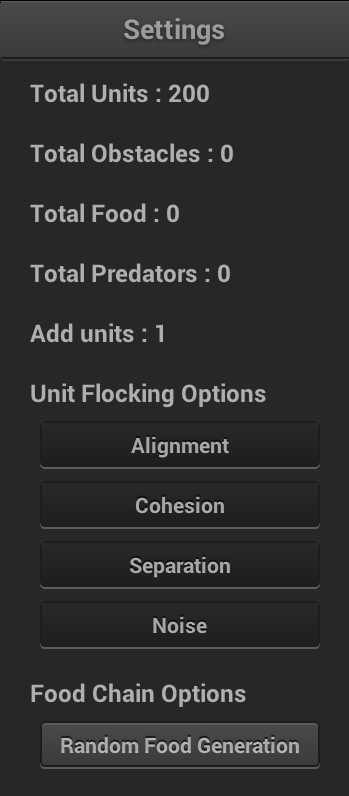 Settings
Total Units : 200
Total Obstacles : 0
Total Food : 0
Total Predators : 0
Add units : 1
Unit Flocking Options
Alignment
Cohesion
Separation
Noise
Food Chain Options
Random Food Generation